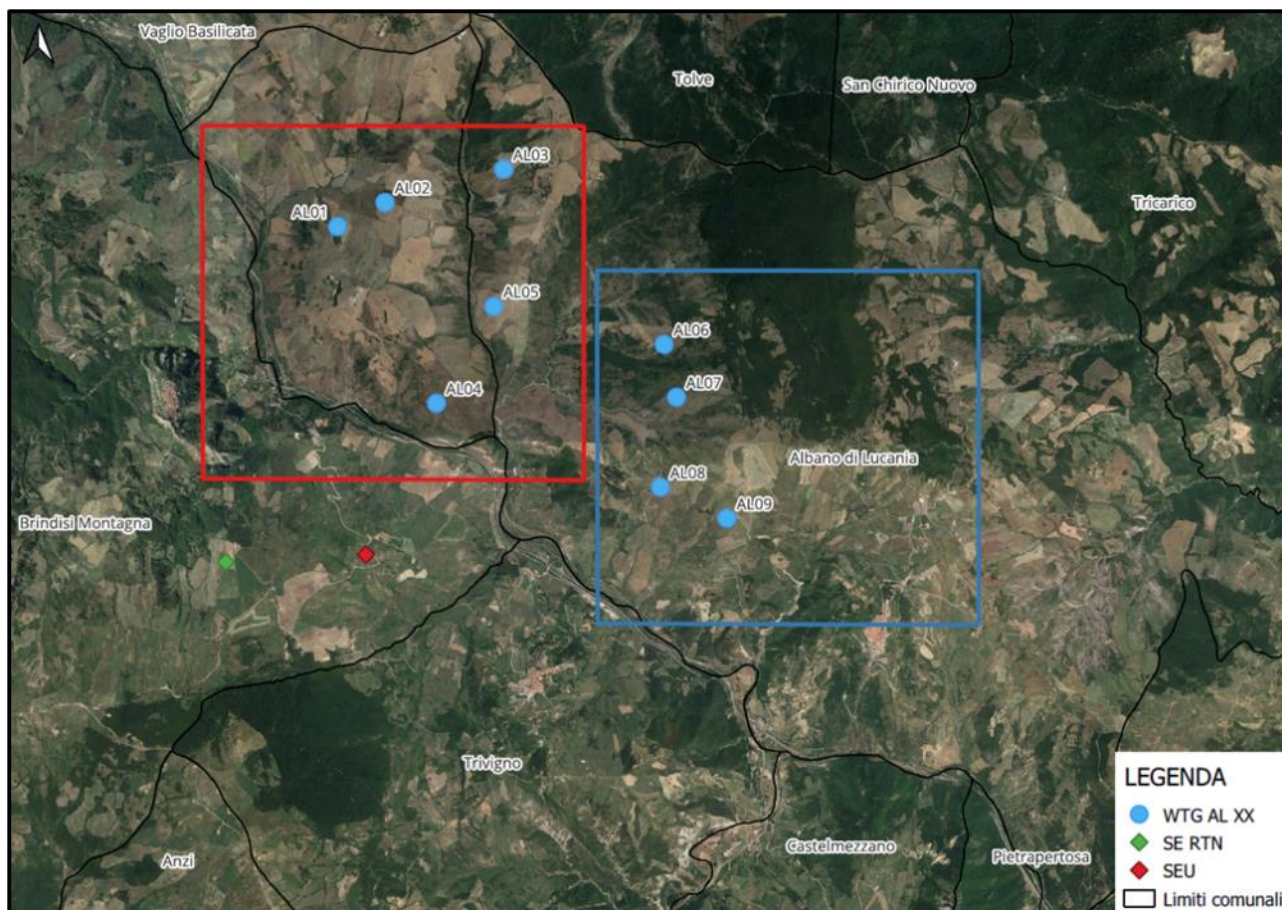 Vaglio Basilicata
Tolve
San Chirico Nuovo
Tricarico
AL03
AL02
AL01
AL05
AL06
AL07
AL04
Albano di Lucania
AL08
AL09
Brindisi Montagna
Trivigno
Anzi
Castelmezzano
Pietrapertosa
LEGENDA
WTG AL XX
SE RTN
SEU
Limiti comunali